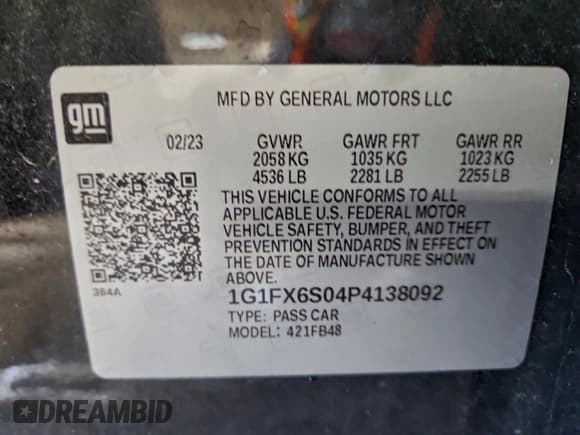 gm
MFD BY GENERAL MOTORS LLC
02/23 GVWR GAWR FRT GAWR RR
2058 KG 1035 KG 1023 KG
4536 LB 2281 LB 2255 LB
THIS VEHICLE CONFORMS TO ALL
APPLICABLE U.S. FEDERAL MOTOR
VEHICLE SAFETY, BUMPER, AND THEFT
PREVENTION STANDARDS IN EFFECT ON
THE DATE OF MANUFACTURE SHOWN
ABOVE.
384A
1G1FX6S04P4138092
TYPE: PASS CAR
MODEL: 421FB48
DREAMBID